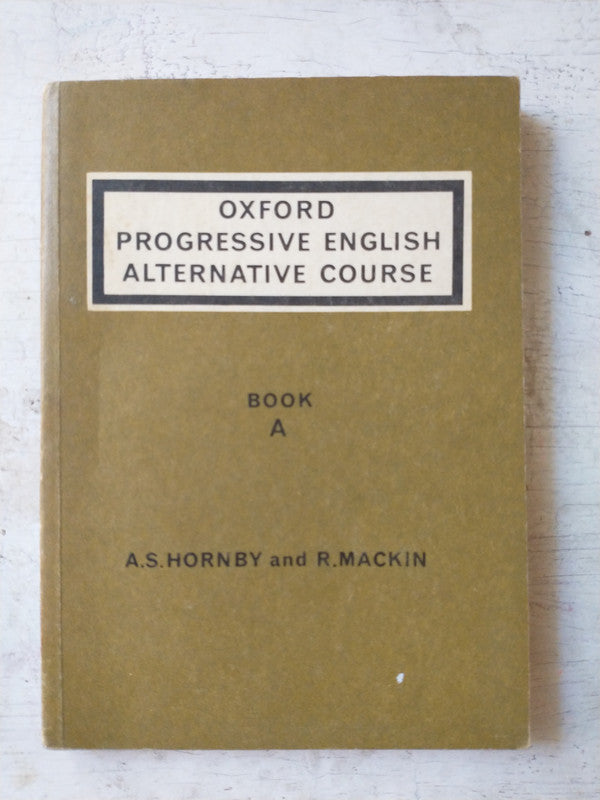 OXFORD
PROGRESSIVE ENGLISH
ALTERNATIVE COURSE
BOOK
A
A.S.HORNBY and R.MACKIN